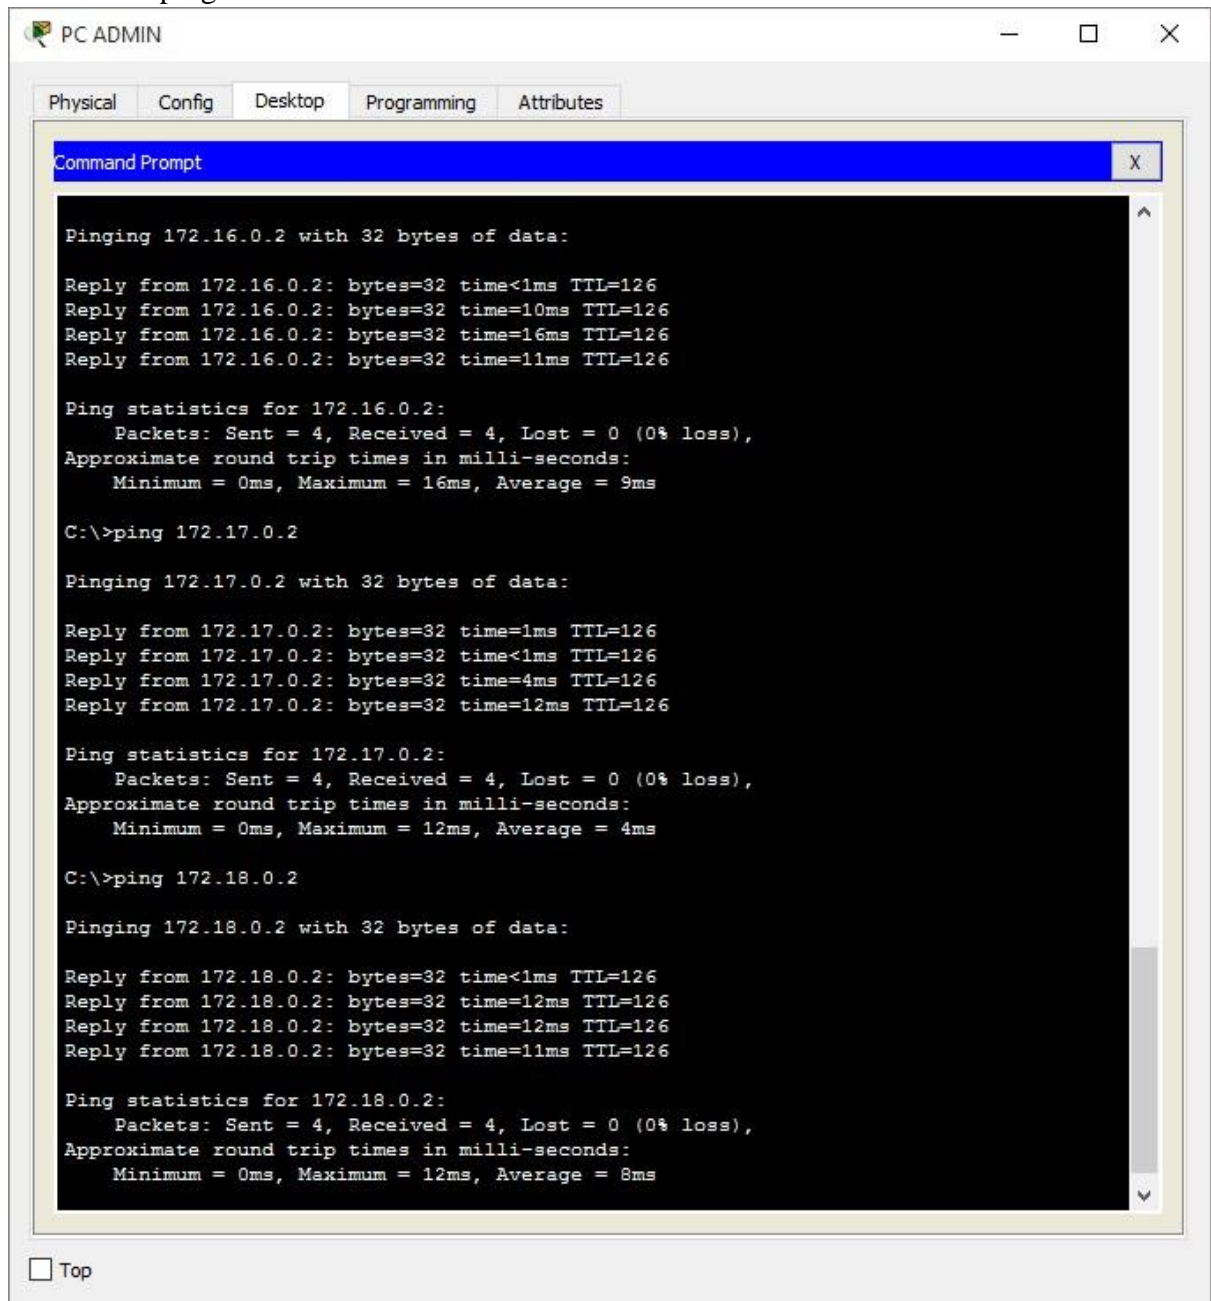 PC ADMIN
Physical Config Desktop Programming Attributes
Command Prompt X
Pinging 172.16.0.2 with 32 bytes of data:
Reply from 172.16.0.2: bytes=32 time<1ms TTL=126
Reply from 172.16.0.2: bytes=32 time=10ms TTL=126
Reply from 172.16.0.2: bytes=32 time=16ms TTL=126
Reply from 172.16.0.2: bytes=32 time=11ms TTL=126
Ping statistics for 172.16.0.2:
Packets: Sent = 4, Received = 4, Lost = 0 (0% loss),
Approximate round trip times in milli-seconds:
Minimum = 0ms, Maximum = 16ms, Average = 9ms
C:\>ping 172.17.0.2
Pinging 172.17.0.2 with 32 bytes of data:
Reply from 172.17.0.2: bytes=32 time=1ms TTL=126
Reply from 172.17.0.2: bytes=32 time<1ms TTL=126
Reply from 172.17.0.2: bytes=32 time=4ms TTL=126
Reply from 172.17.0.2: bytes=32 time=12ms TTL=126
Ping statistics for 172.17.0.2:
Packets: Sent = 4, Received = 4, Lost = 0 (0% loss),
Approximate round trip times in milli-seconds:
Minimum = 0ms, Maximum = 12ms, Average = 4ms
C:\>ping 172.18.0.2
Pinging 172.18.0.2 with 32 bytes of data:
Reply from 172.18.0.2: bytes=32 time<1ms TTL=126
Reply from 172.18.0.2: bytes=32 time=12ms TTL=126
Reply from 172.18.0.2: bytes=32 time=12ms TTL=126
Reply from 172.18.0.2: bytes=32 time=11ms TTL=126
Ping statistics for 172.18.0.2:
Packets: Sent = 4, Received = 4, Lost = 0 (0% loss),
Approximate round trip times in milli-seconds:
Minimum = 0ms, Maximum = 12ms, Average = 8ms
Top